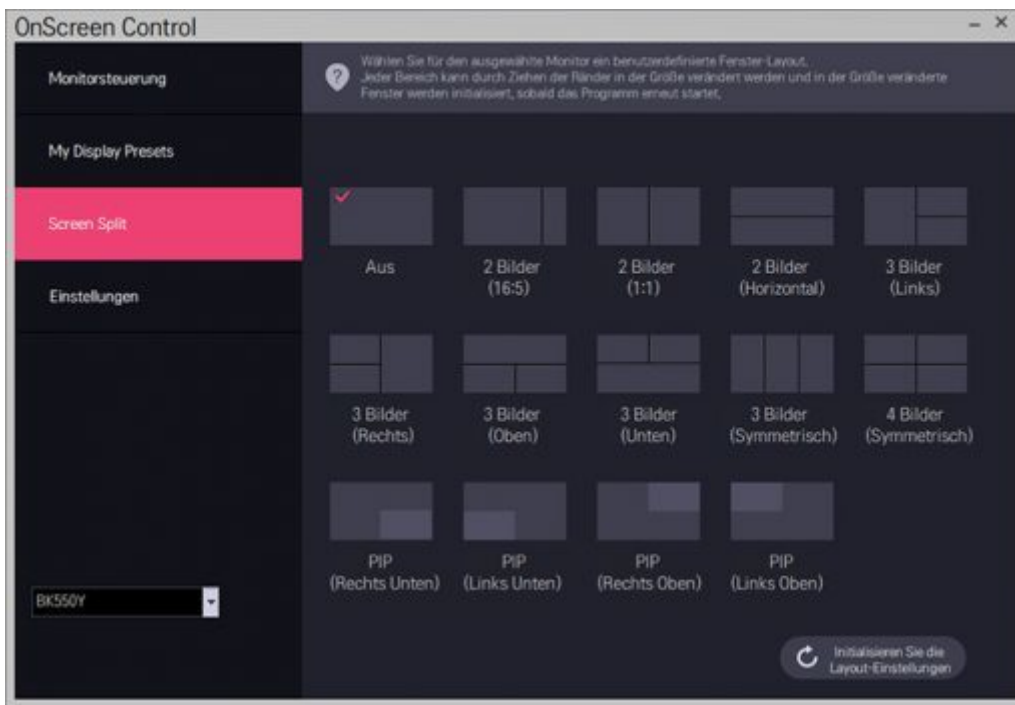 OnScreen Control
Monitorsteuerung
My Display Presets
Screen Split
Einstellungen
BK550Y
Wählen Sie für den ausgewählte Monitor ein benutzerdefinierte Fenster-Layout.
Jeder Bereich kann durch Ziehen der Ränder in der Größe verändert werden und in der Größe veränderte
Fenster werden initialisiert, sobald das Programm erneut startet.
Aus
2 Bilder
(16:5)
2 Bilder
(1:1)
2 Bilder
(Horizontal)
3 Bilder
(Links)
3 Bilder
(Rechts)
3 Bilder
(Oben)
3 Bilder
(Unten)
3 Bilder
(Symmetrisch)
4 Bilder
(Symmetrisch)
PIP
(Rechts Unten)
PIP
(Links Unten)
PIP
(Rechts Oben)
PIP
(Links Oben)
Initialisieren Sie die
Layout-Einstellungen